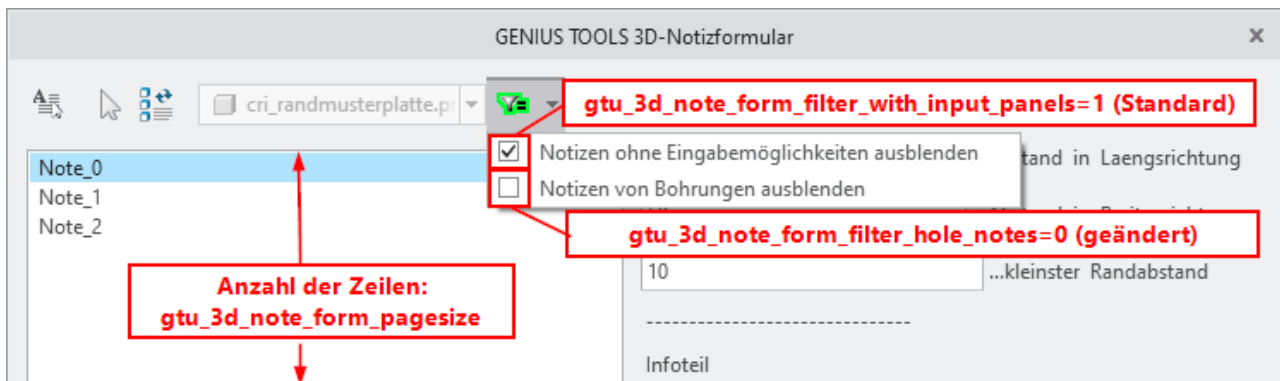 GENIUS TOOLS 3D-Notizformular
cri_randmusterplatte.pr
gtu_3d_note_form_filter_with_input_panels=1 (Standard)
Notizen ohne Eingabemöglichkeiten ausblenden
tand in Laengsrichtung
Notizen von Bohrungen ausblenden
gtu_3d_note_form_filter_hole_notes=0 (geändert)
Note_0
Note_1
Note_2
Anzahl der Zeilen:
gtu_3d_note_form_pagesize
10
...kleinster Randabstand
-------------------------------
Infoteil